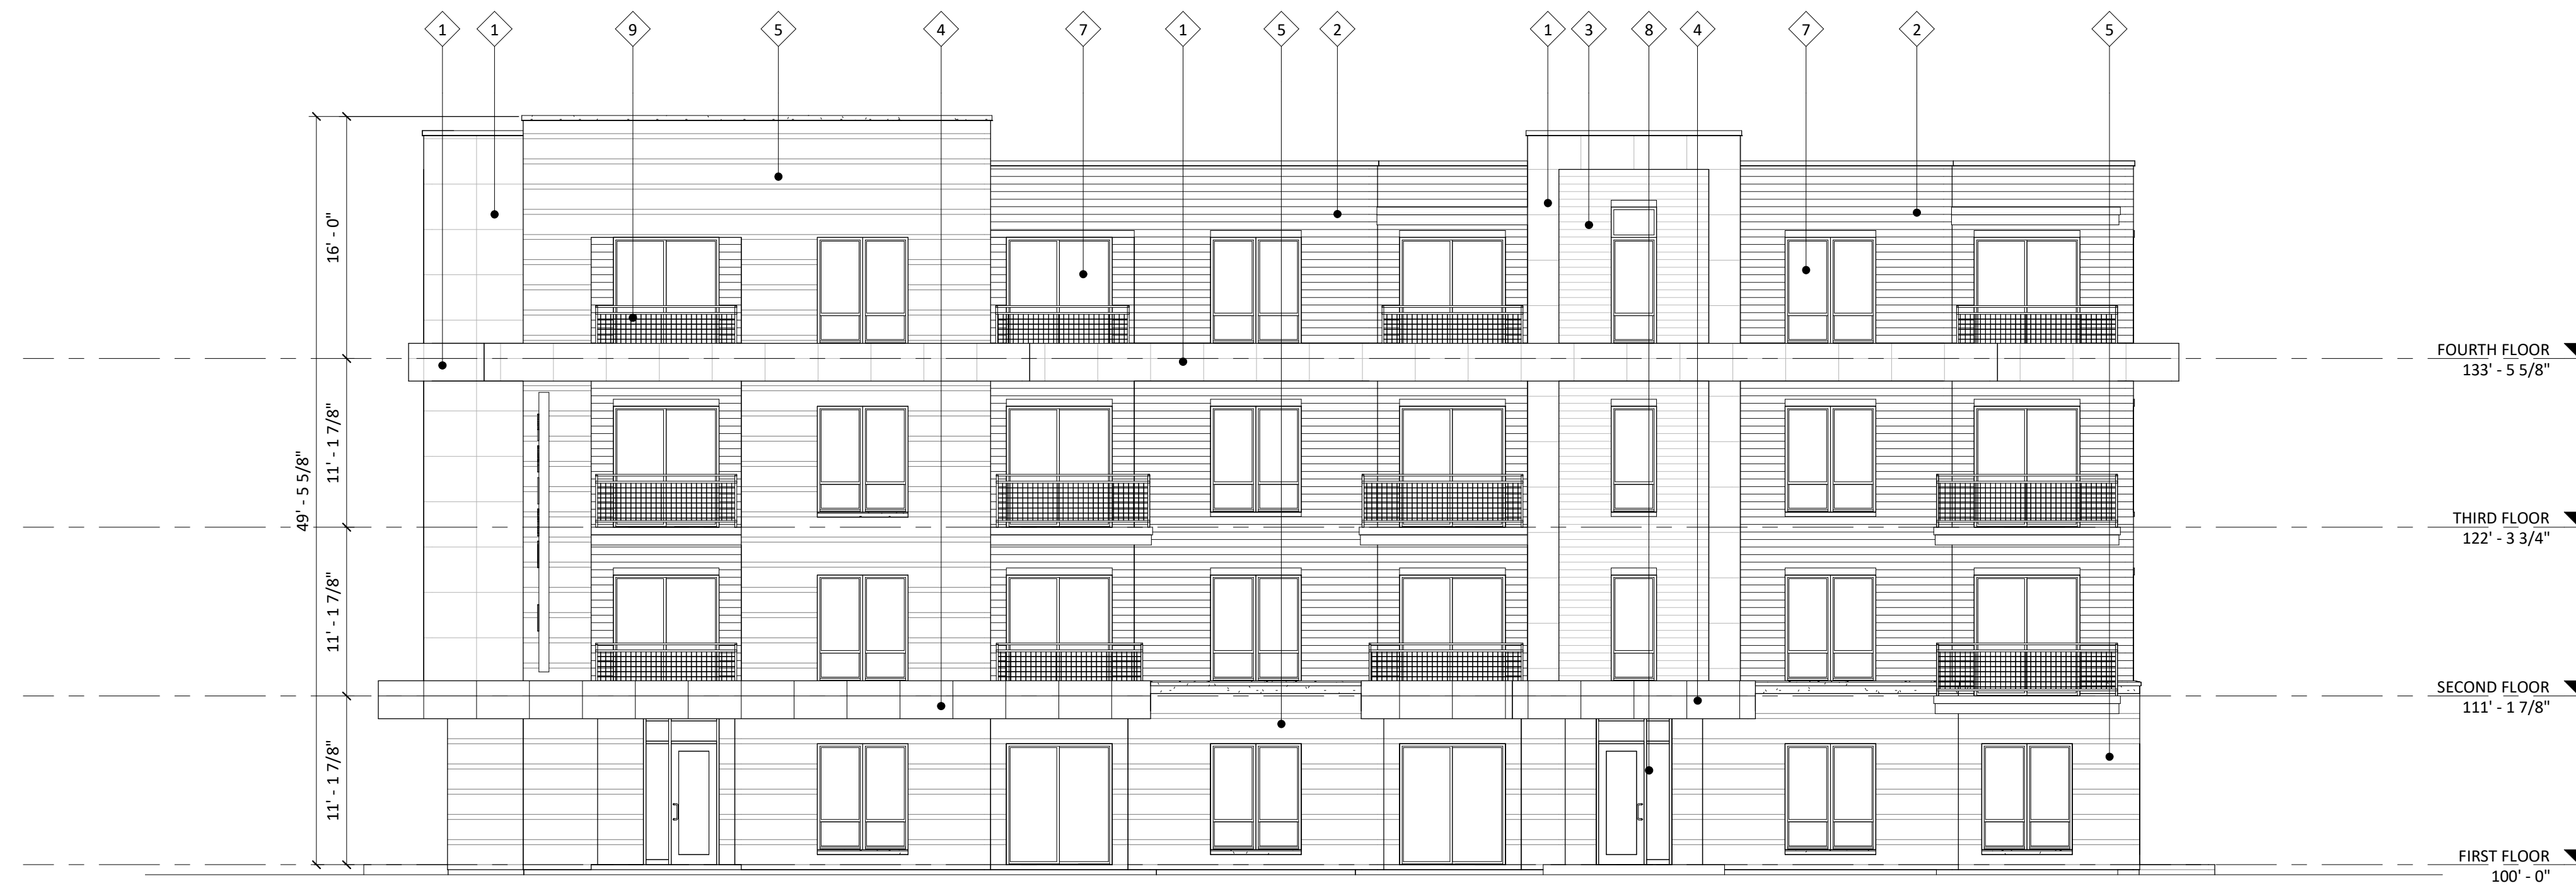 1 1 9 5 4 7 1 5 2 1 3 8 4 7 2 5
16' - 0"
11' - 1 7/8"
49' - 5 5/8"
11' - 1 7/8"
11' - 1 7/8"
FOURTH FLOOR
133' - 5 5/8"
THIRD FLOOR
122' - 3 3/4"
SECOND FLOOR
111' - 1 7/8"
FIRST FLOOR
100' - 0"